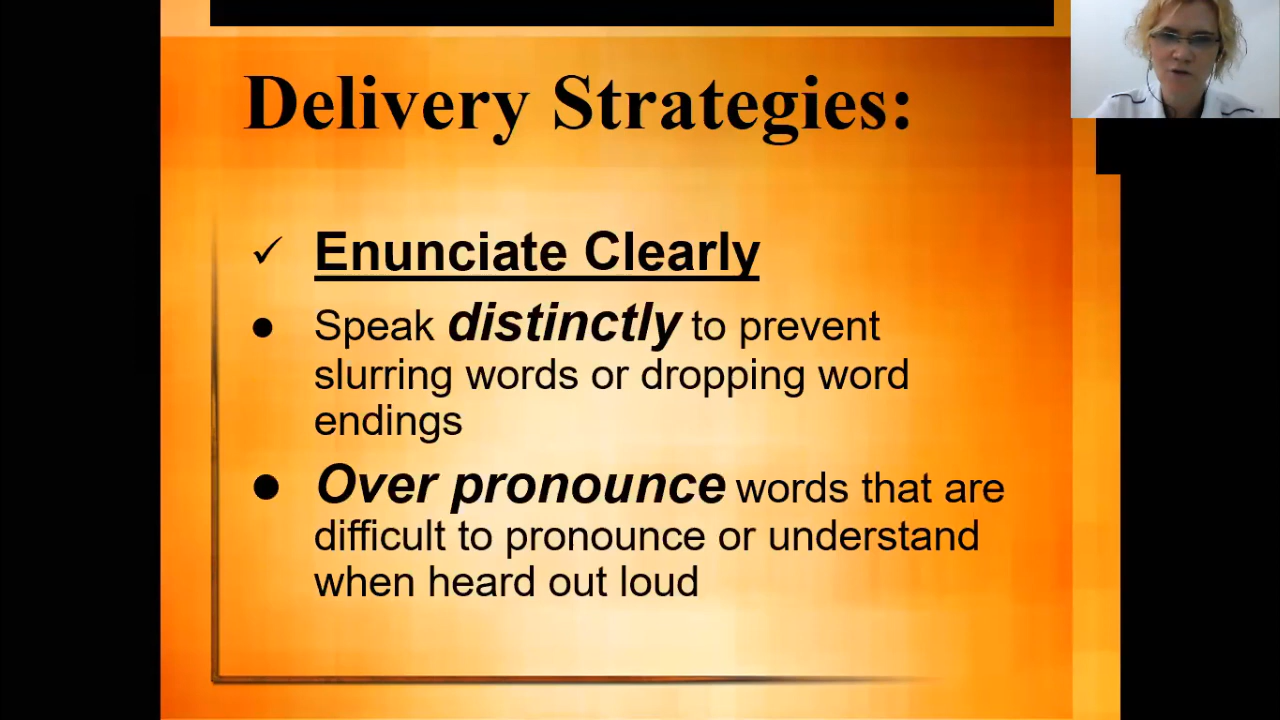 Delivery Strategies:
✓ Enunciate Clearly
● Speak distinctly to prevent
slurring words or dropping word
endings
● Over pronounce words that are
difficult to pronounce or understand
when heard out loud